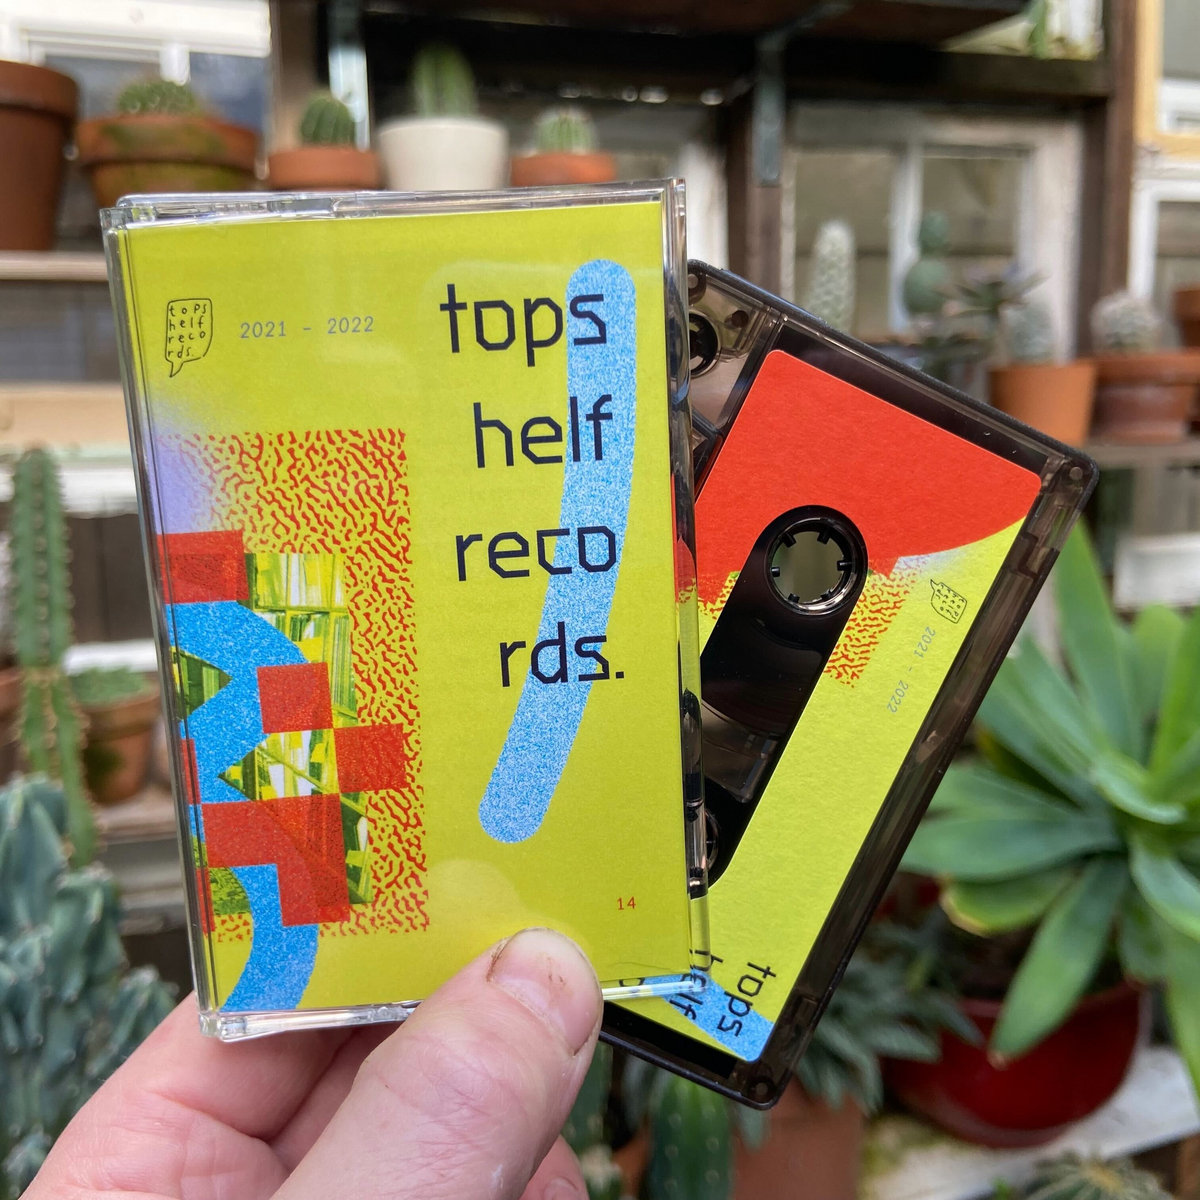 tops
helf
reco
rds.
2021 - 2022
tops
helf
reco
rds.
14
2021 - 2022
tops
helf